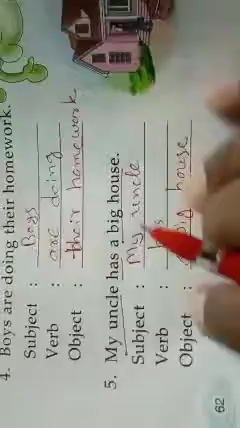 4. Boys are doing their homework.
Subject : Boys
Verb : are doing
Object : their homework
5. My uncle has a big house.
Subject : My uncle
Verb :
Object : big house
62